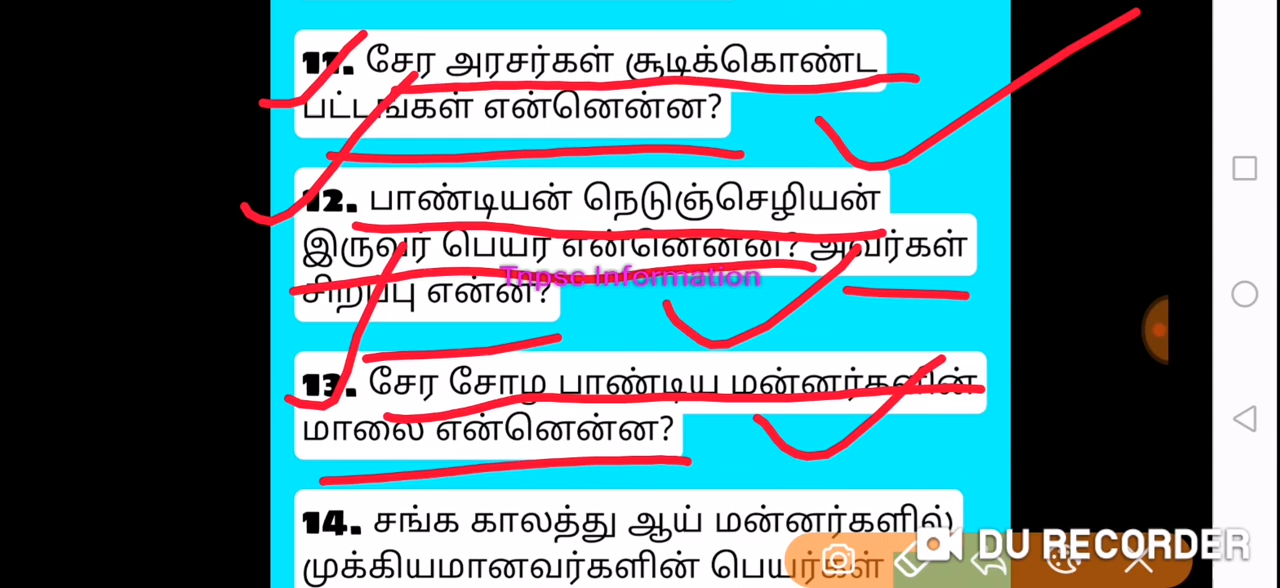 11. சேர அரசர்கள் சூடிக்கொண்ட
பட்டங்கள் என்னென்ன?
12. பாண்டியன் நெடுஞ்செழியன்
இருவர் பெயர் என்னென்ன? அவர்கள்
சிறப்பு என்ன?
Tnpsc Information
13. சேர சோழ பாண்டிய மன்னர்களின்
மாலை என்னென்ன?
14. சங்க காலத்து ஆய் மன்னர்களில்
முக்கியமானவர்களின் பெயர்கள்
DU RECORDER